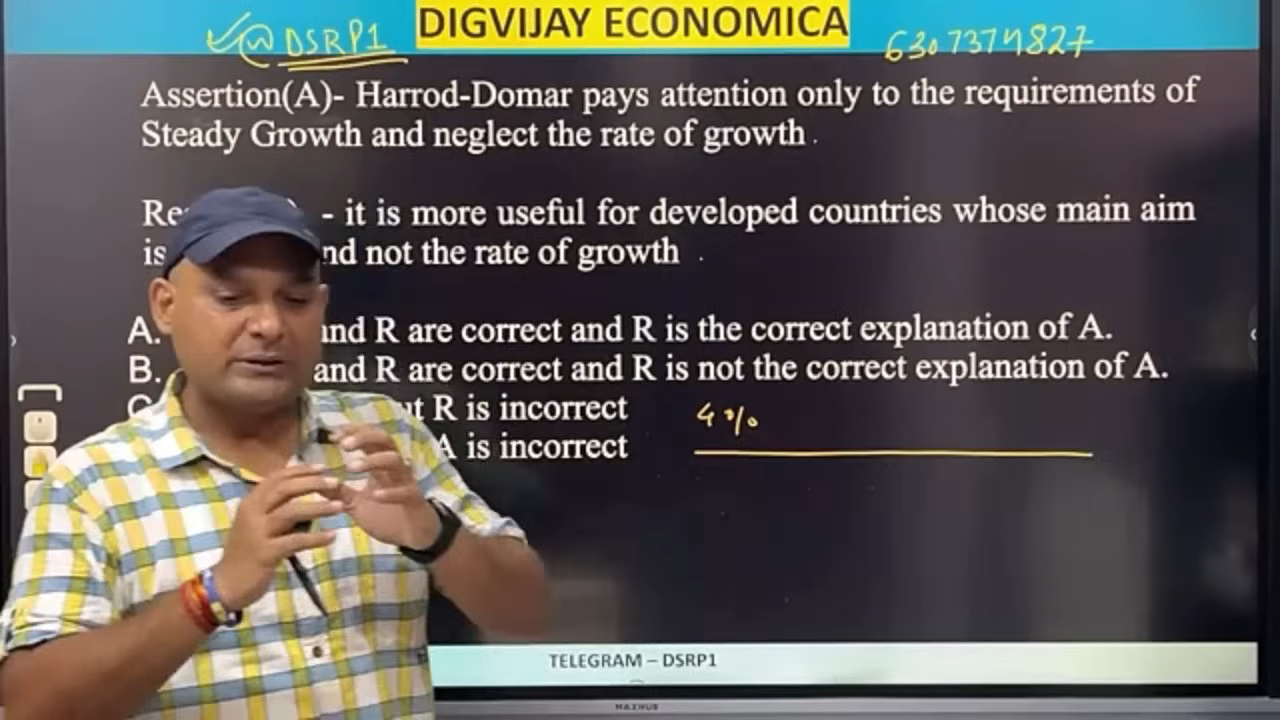 @DSRP1
DIGVIJAY ECONOMICA
6307374827
Assertion(A)- Harrod-Domar pays attention only to the requirements of
Steady Growth and neglect the rate of growth .
- it is more useful for developed countries whose main aim
is not the rate of growth .
A. and R are correct and R is the correct explanation of A.
B. and R are correct and R is not the correct explanation of A.
R is incorrect
4%
A is incorrect
TELEGRAM – DSRP1
MAXHUB